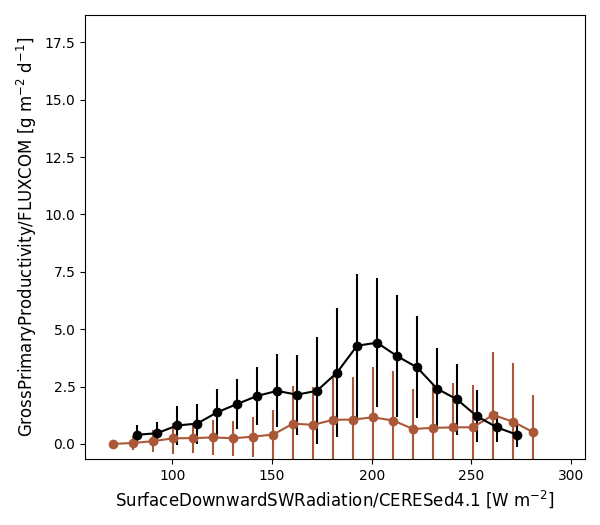 GrossPrimaryProductivity/FLUXCOM [g m⁻² d⁻¹]
17.5
15.0
12.5
10.0
7.5
5.0
2.5
0.0
100 150 200 250 300
SurfaceDownwardSWRadiation/CERESed4.1 [W m⁻²]